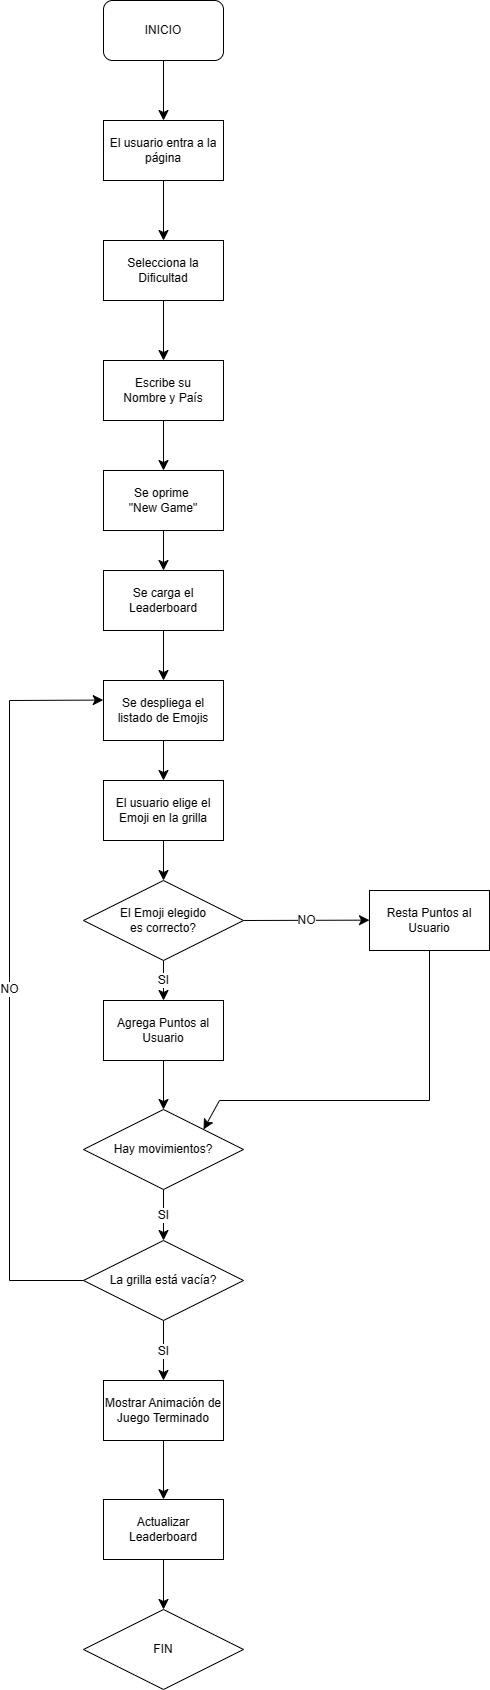 INICIO
El usuario entra a la
página
Selecciona la
Dificultad
Escribe su
Nombre y País
Se oprime
"New Game"
Se carga el
Leaderboard
Se despliega el
listado de Emojis
El usuario elige el
Emoji en la grilla
El Emoji elegido
es correcto?
NO
Resta Puntos al
Usuario
SI
Agrega Puntos al
Usuario
Hay movimientos?
SI
La grilla está vacía?
NO
SI
Mostrar Animación de
Juego Terminado
Actualizar
Leaderboard
FIN